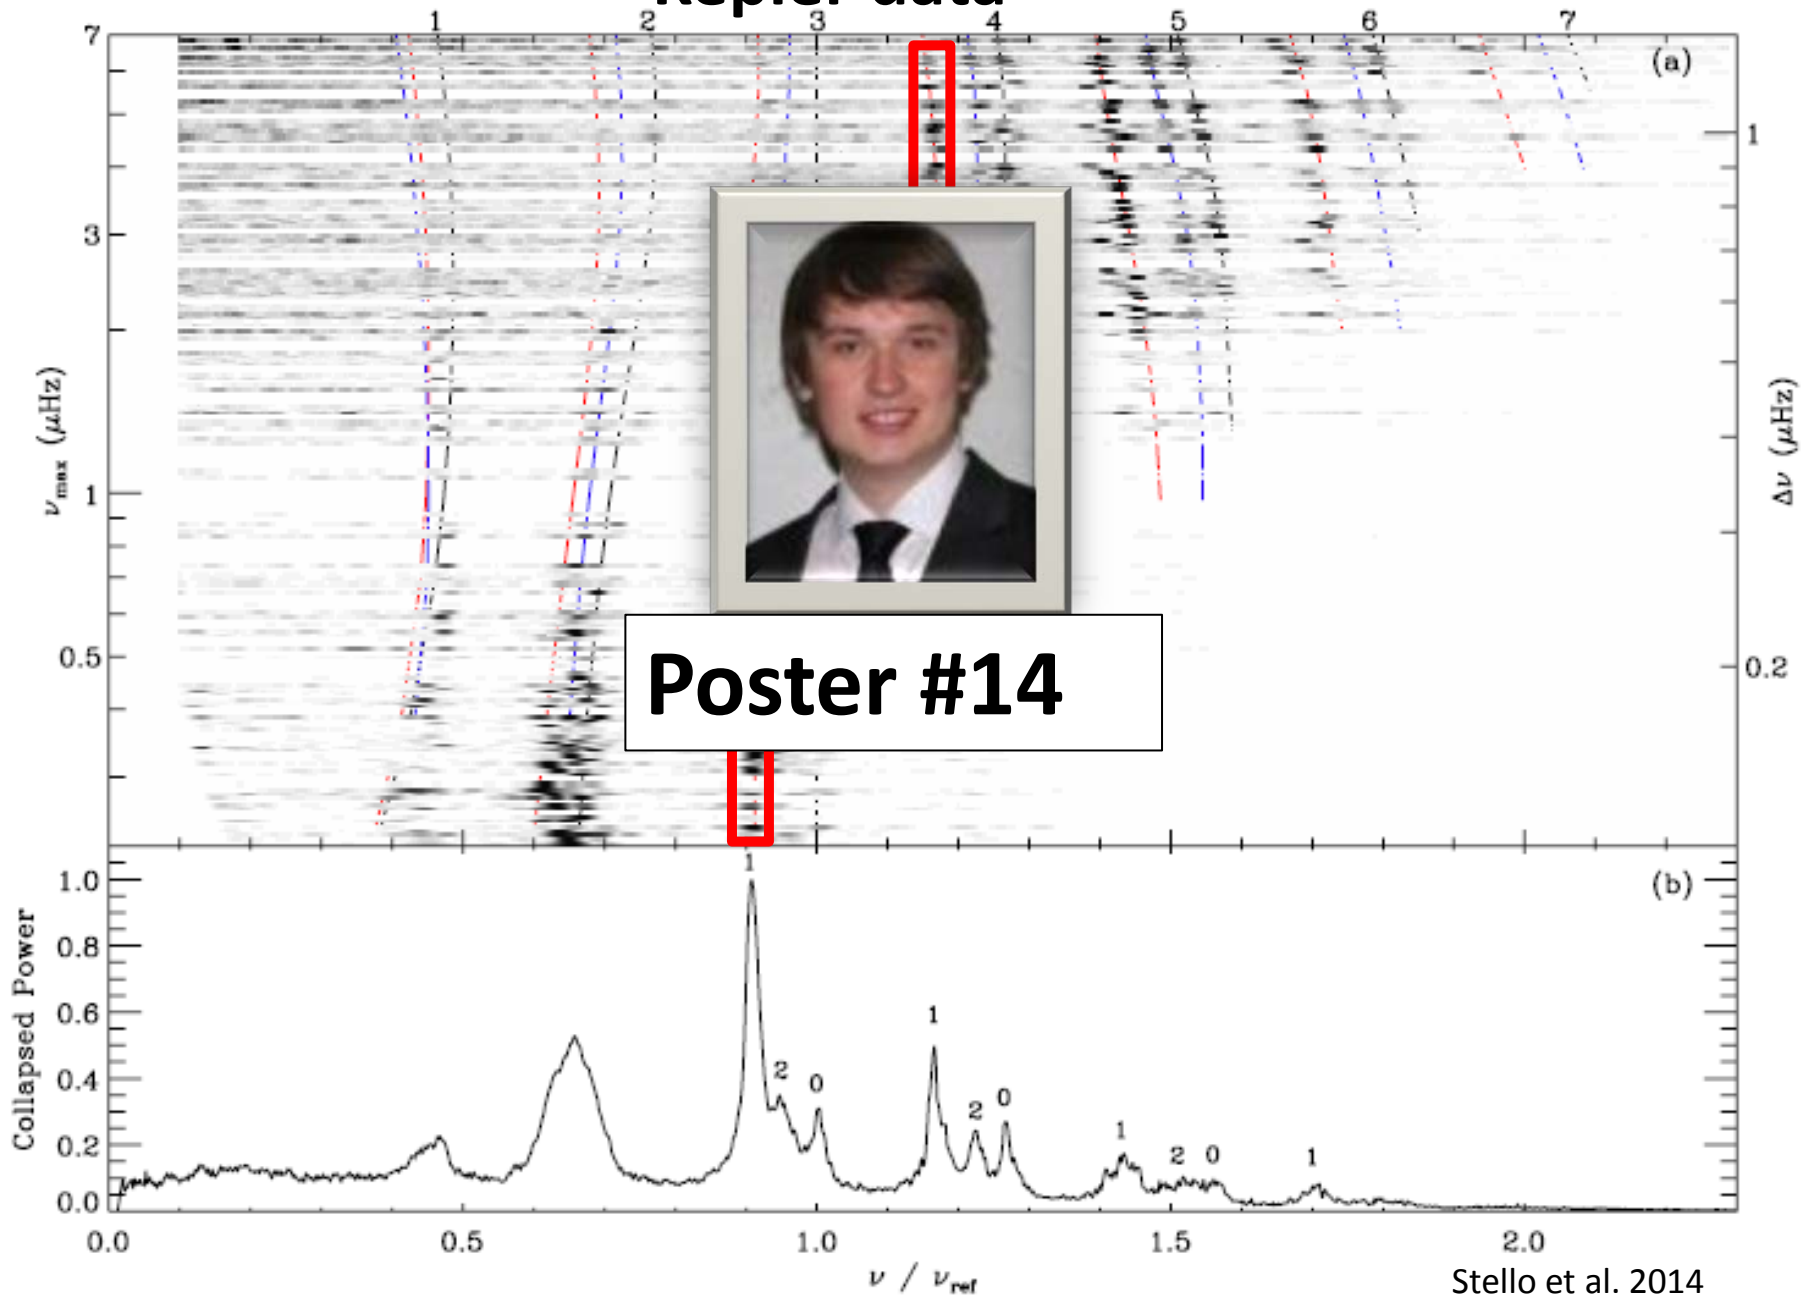 Kepler data
1 2 3 4 5 6 7
7
(a)
1
3
ν_max (μHz)
Δν (μHz)
1
0.5
0.2
Poster #14
1
1.0
(b)
0.8
0.6
1
0.4
2 0
2 0
Collapsed Power
0.2
1 2 0 1
0.0
0.0 0.5 1.0 1.5 2.0
ν / ν_ref
Stello et al. 2014